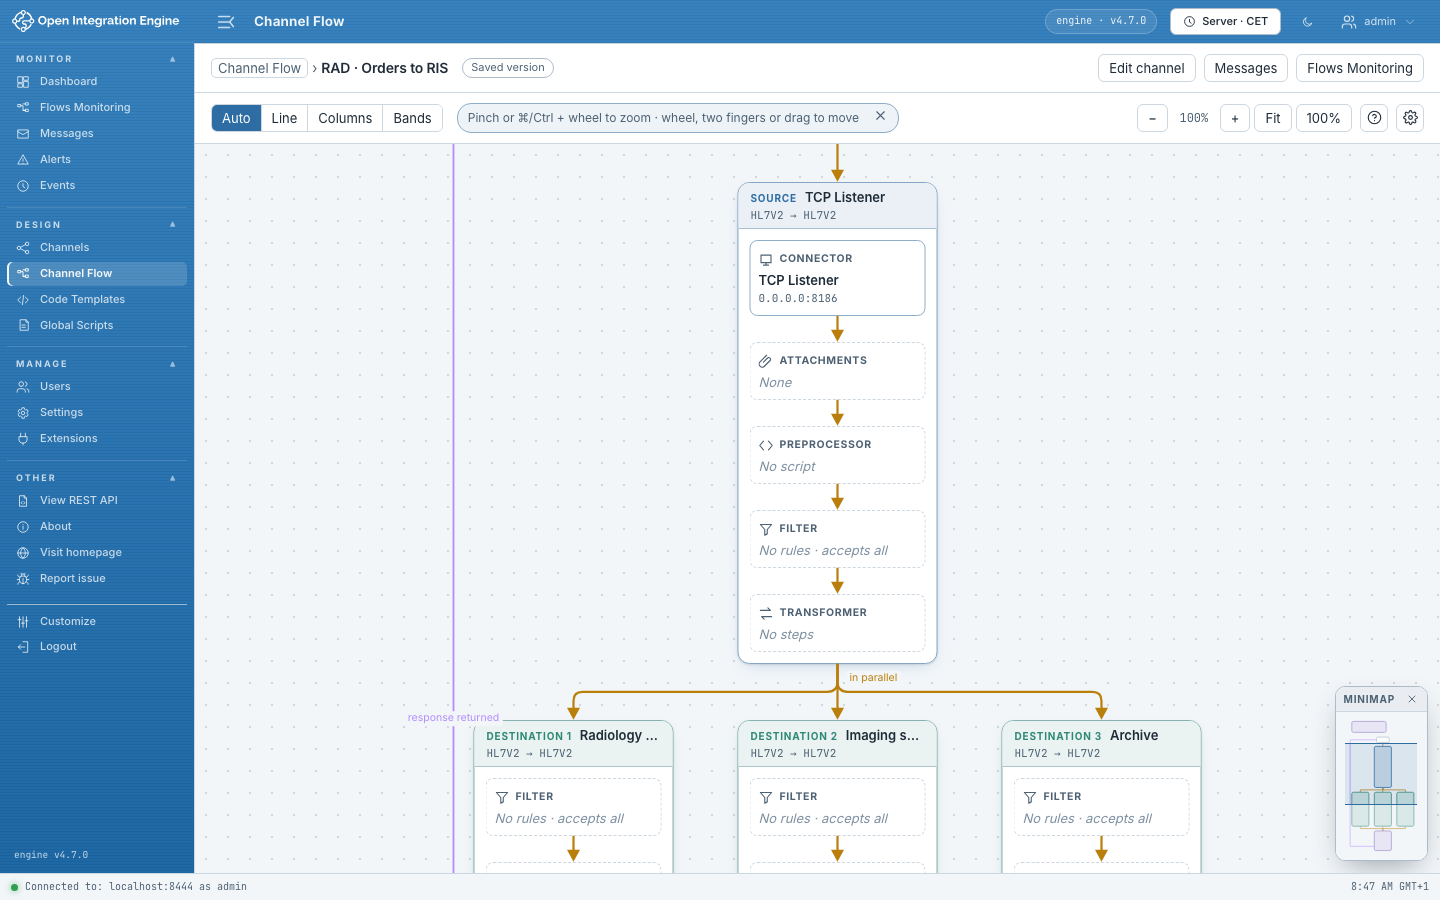 Open Integration Engine
Channel Flow
engine · v4.7.0
Server · CET
admin
MONITOR
Dashboard
Flows Monitoring
Messages
Alerts
Events
DESIGN
Channels
Channel Flow
Code Templates
Global Scripts
MANAGE
Users
Settings
Extensions
OTHER
View REST API
About
Visit homepage
Report issue
Customize
Logout
engine v4.7.0
Channel Flow › RAD · Orders to RIS
Saved version
Edit channel
Messages
Flows Monitoring
Auto
Line
Columns
Bands
Pinch or ⌘/Ctrl + wheel to zoom · wheel, two fingers or drag to move
−
100%
+
Fit
100%
SOURCE TCP Listener
HL7V2 → HL7V2
CONNECTOR
TCP Listener
0.0.0.0:8186
ATTACHMENTS
None
PREPROCESSOR
No script
FILTER
No rules · accepts all
TRANSFORMER
No steps
in parallel
response returned
DESTINATION 1 Radiology ...
HL7V2 → HL7V2
FILTER
No rules · accepts all
DESTINATION 2 Imaging s...
HL7V2 → HL7V2
FILTER
No rules · accepts all
DESTINATION 3 Archive
HL7V2 → HL7V2
FILTER
No rules · accepts all
MINIMAP
Connected to: localhost:8444 as admin
8:47 AM GMT+1